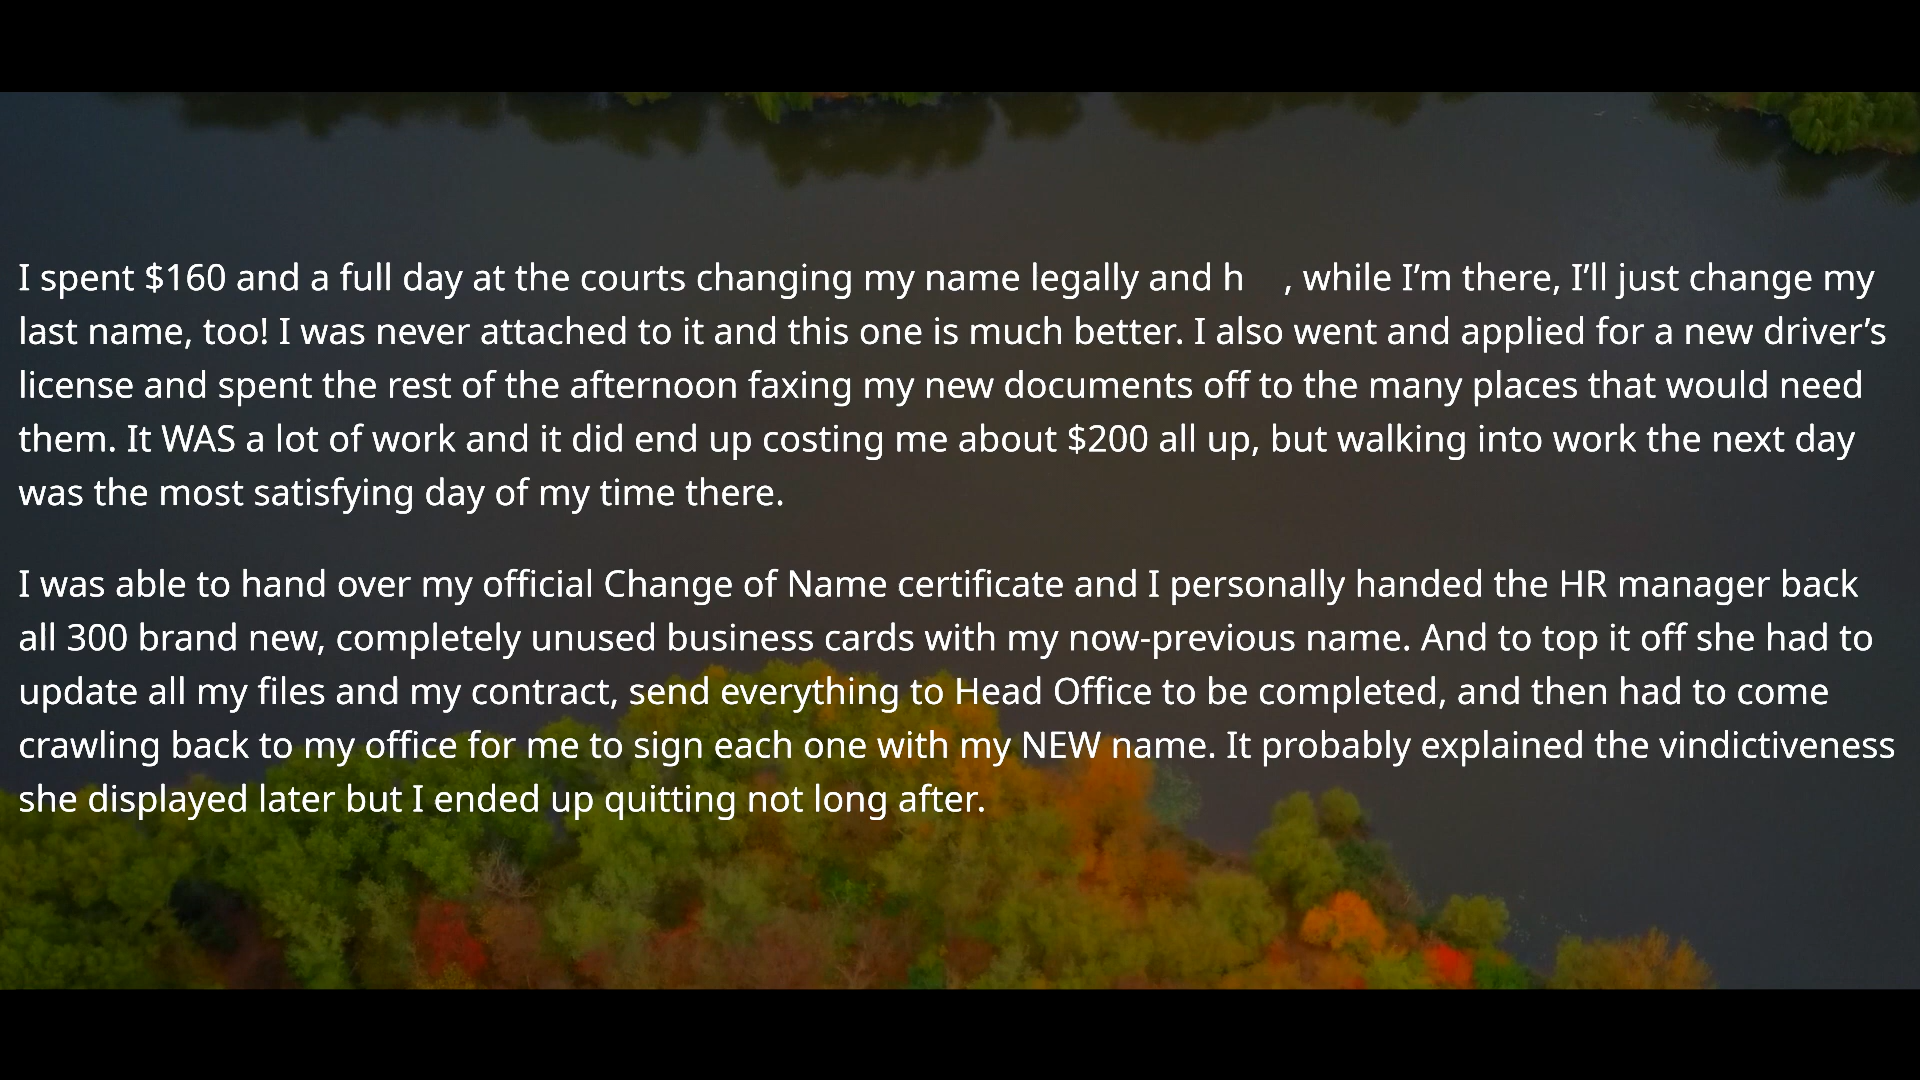 I spent $160 and a full day at the courts changing my name legally and h , while I’m there, I’ll just change my
last name, too! I was never attached to it and this one is much better. I also went and applied for a new driver’s
license and spent the rest of the afternoon faxing my new documents off to the many places that would need
them. It WAS a lot of work and it did end up costing me about $200 all up, but walking into work the next day
was the most satisfying day of my time there.
I was able to hand over my official Change of Name certificate and I personally handed the HR manager back
all 300 brand new, completely unused business cards with my now-previous name. And to top it off she had to
update all my files and my contract, send everything to Head Office to be completed, and then had to come
crawling back to my office for me to sign each one with my NEW name. It probably explained the vindictiveness
she displayed later but I ended up quitting not long after.